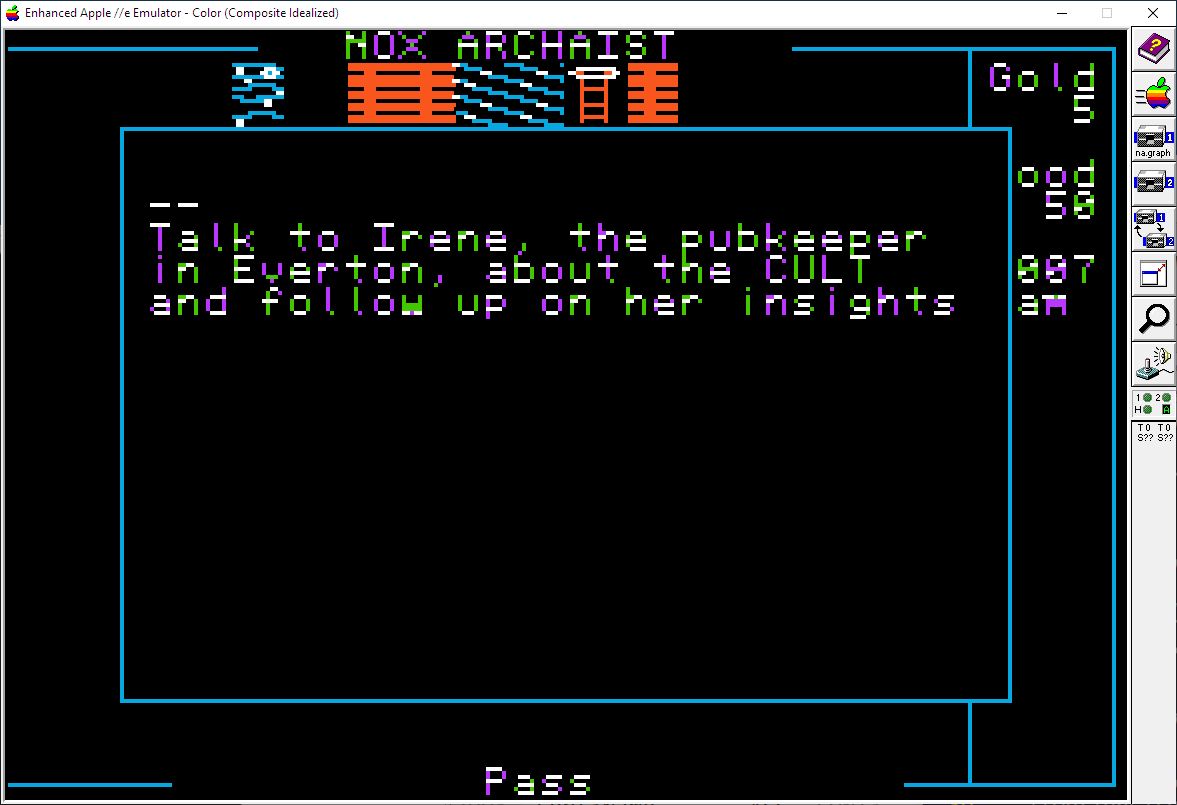 Enhanced Apple //e Emulator - Color (Composite Idealized)
NOX ARCHAIST
Gold
5
ood
50
--
Talk to Irene, the pubkeeper
in Everton, about the CULT
and follow up on her insights
am
Pass
1
na.graph
2
1
2
1 2
H A
T0 T0
S?? S??